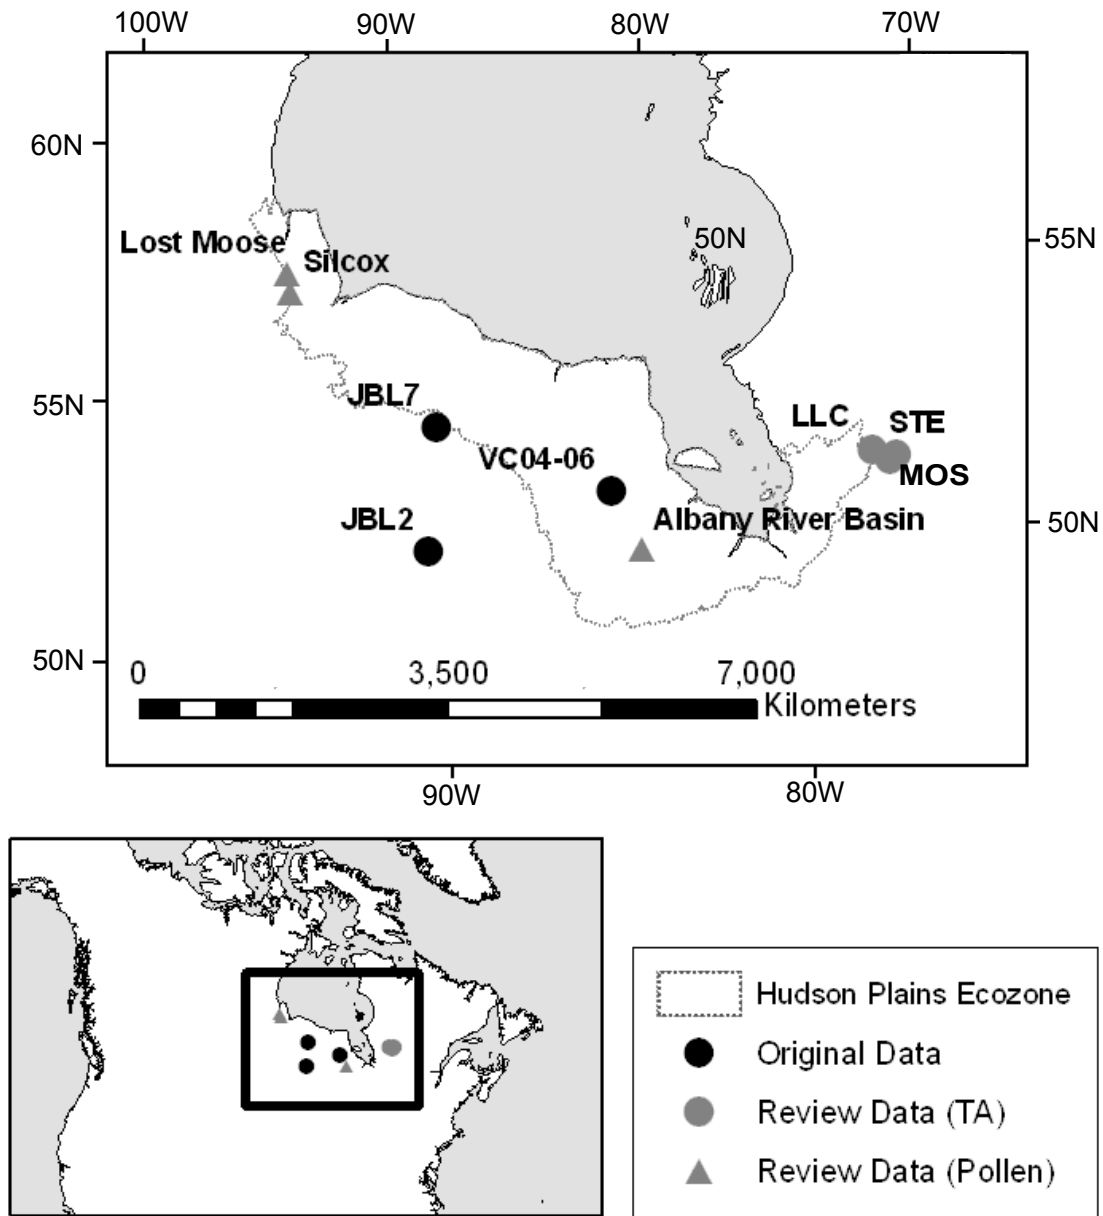 100W 90W 80W 70W
60N
Lost Moose
50N
55N
Silcox
JBL7
55N
LLC
STE
VC04-06
MOS
JBL2
Albany River Basin
50N
50N
0 3,500 7,000
Kilometers
90W 80W
Hudson Plains Ecozone
Original Data
Review Data (TA)
Review Data (Pollen)